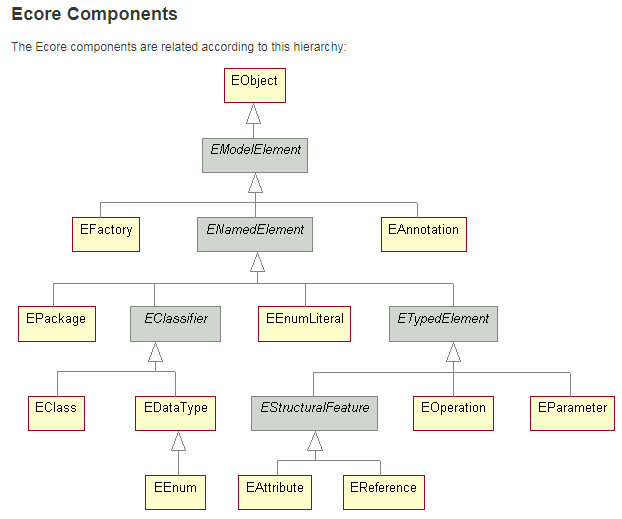 Ecore Components
The Ecore components are related according to this hierarchy:
EObject
EModelElement
EFactory
ENamedElement
EAnnotation
EPackage
EClassifier
EEnumLiteral
ETypedElement
EClass
EDataType
EStructuralFeature
EOperation
EParameter
EEnum
EAttribute
EReference